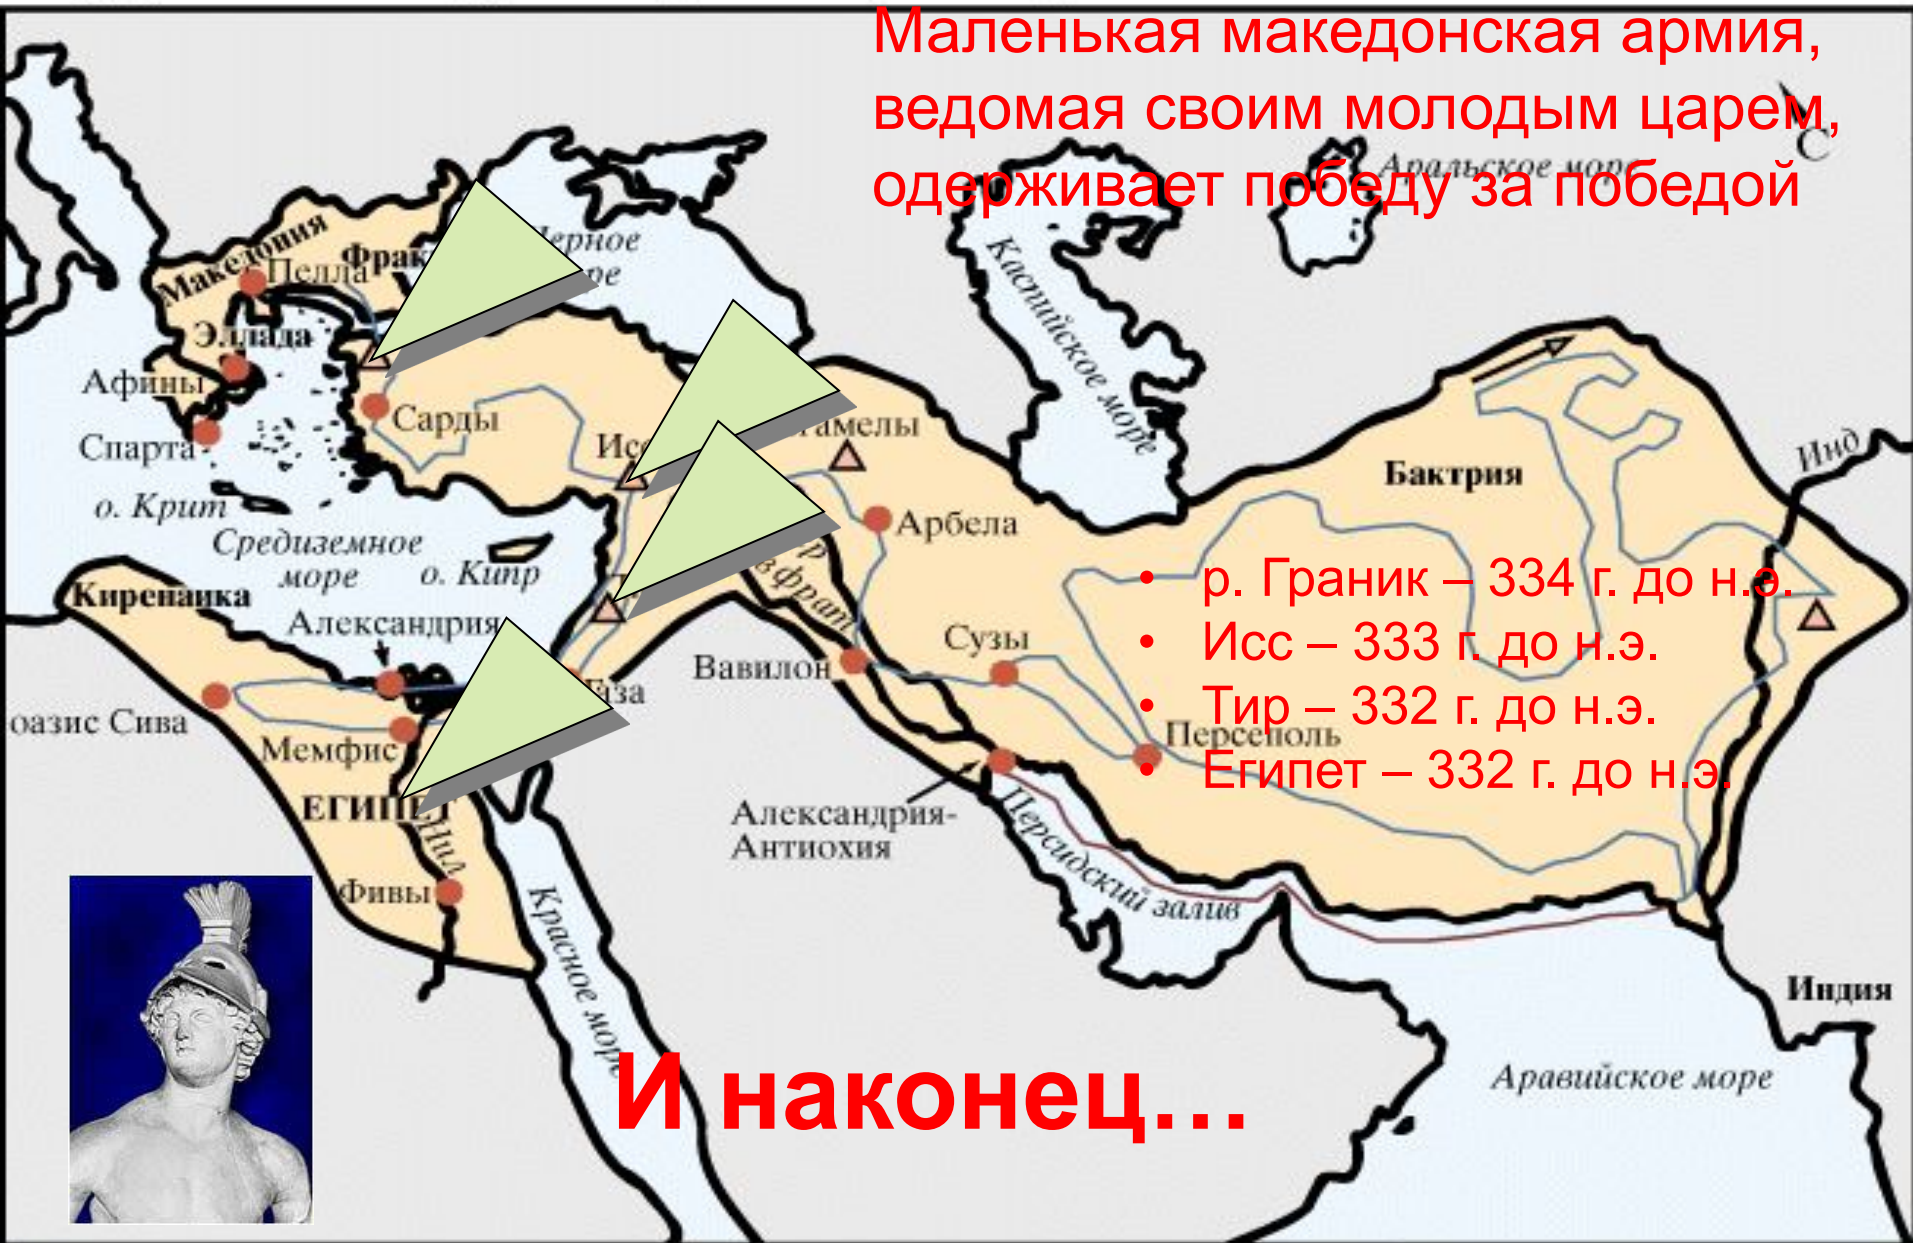 Маленькая македонская армия,
ведомая своим молодым царем,
одерживает победу за победой
С
Аральское море
Македония
Пелла
Черное
Каспийское море
Эллада
Афины
Сарды
Спарта
Бактрия
Инд
о. Крит
Арбела
Средиземное
море
о. Кипр
Евфрат
Киренаика
Александрия
• р. Граник – 334 г. до н.э.
• Исс – 333 г. до н.э.
• Тир – 332 г. до н.э.
• Египет – 332 г. до н.э.
Сузы
Вавилон
Газа
оазис Сива
Мемфис
Персеполь
ЕГИПЕТ
Нил
Александрия-
Антиохия
Персидский залив
Фивы
Красное море
Индия
Аравийское море
И наконец…